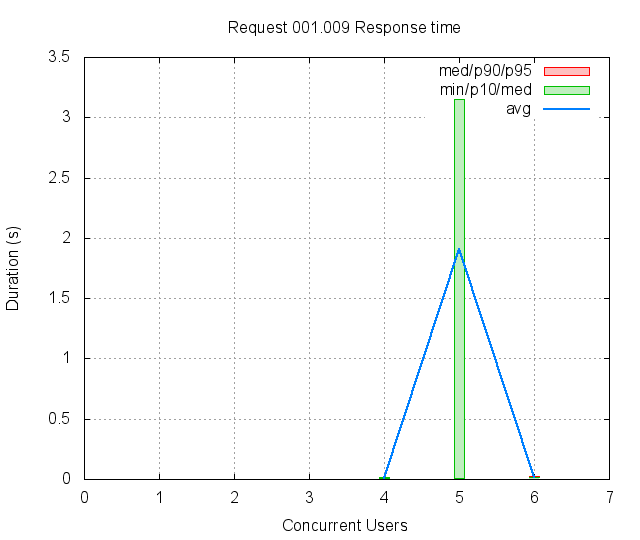 Request 001.009 Response time
med/p90/p95
min/p10/med
avg
3.5
3
2.5
2
1.5
1
0.5
0
Duration (s)
0 1 2 3 4 5 6 7
Concurrent Users